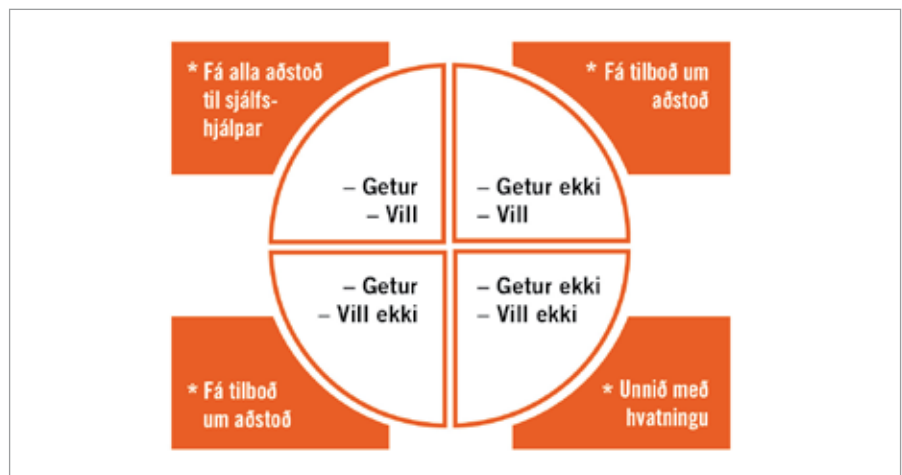 * Fá alla aðstoð
til sjálfs-
hjálpar
* Fá tilboð um
aðstoð
– Getur
– Vill
– Getur ekki
– Vill
– Getur
– Vill ekki
– Getur ekki
– Vill ekki
* Fá tilboð
um aðstoð
* Unnið með
hvatningu